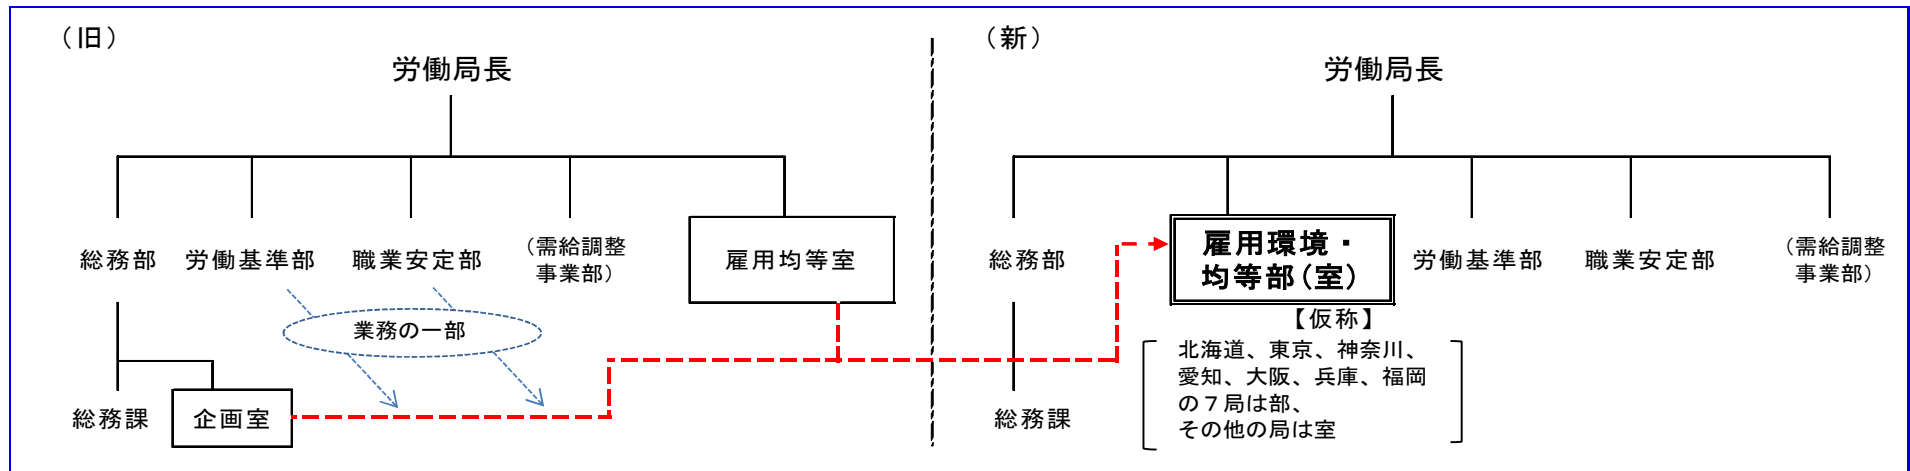 （旧）
労働局長
総務部
労働基準部
職業安定部
（需給調整
事業部）
雇用均等室
業務の一部
総務課
企画室
（新）
労働局長
総務部
雇用環境・
均等部（室）
【仮称】
北海道、東京、神奈川、
愛知、大阪、兵庫、福岡
の７局は部、
その他の局は室
労働基準部
職業安定部
（需給調整
事業部）
総務課